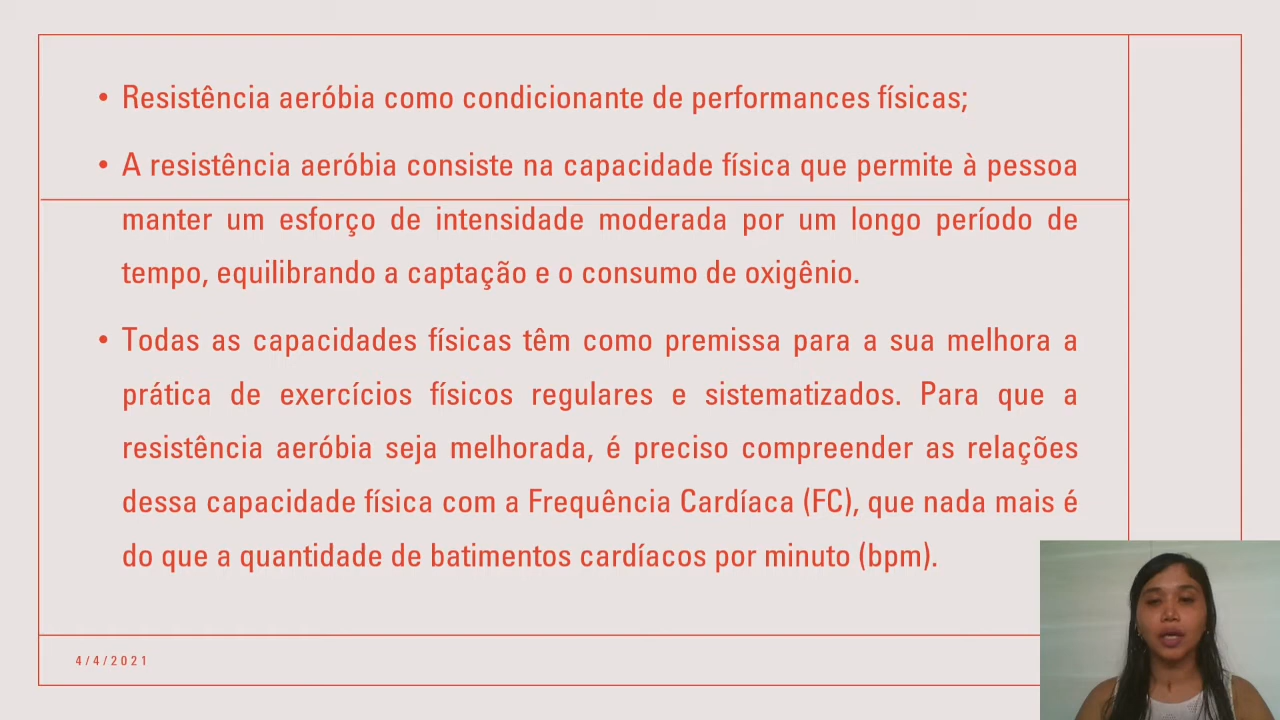 • Resistência aeróbia como condicionante de performances físicas;
• A resistência aeróbia consiste na capacidade física que permite à pessoa
manter um esforço de intensidade moderada por um longo período de
tempo, equilibrando a captação e o consumo de oxigênio.
• Todas as capacidades físicas têm como premissa para a sua melhora a
prática de exercícios físicos regulares e sistematizados. Para que a
resistência aeróbia seja melhorada, é preciso compreender as relações
dessa capacidade física com a Frequência Cardíaca (FC), que nada mais é
do que a quantidade de batimentos cardíacos por minuto (bpm).
4/4/2021